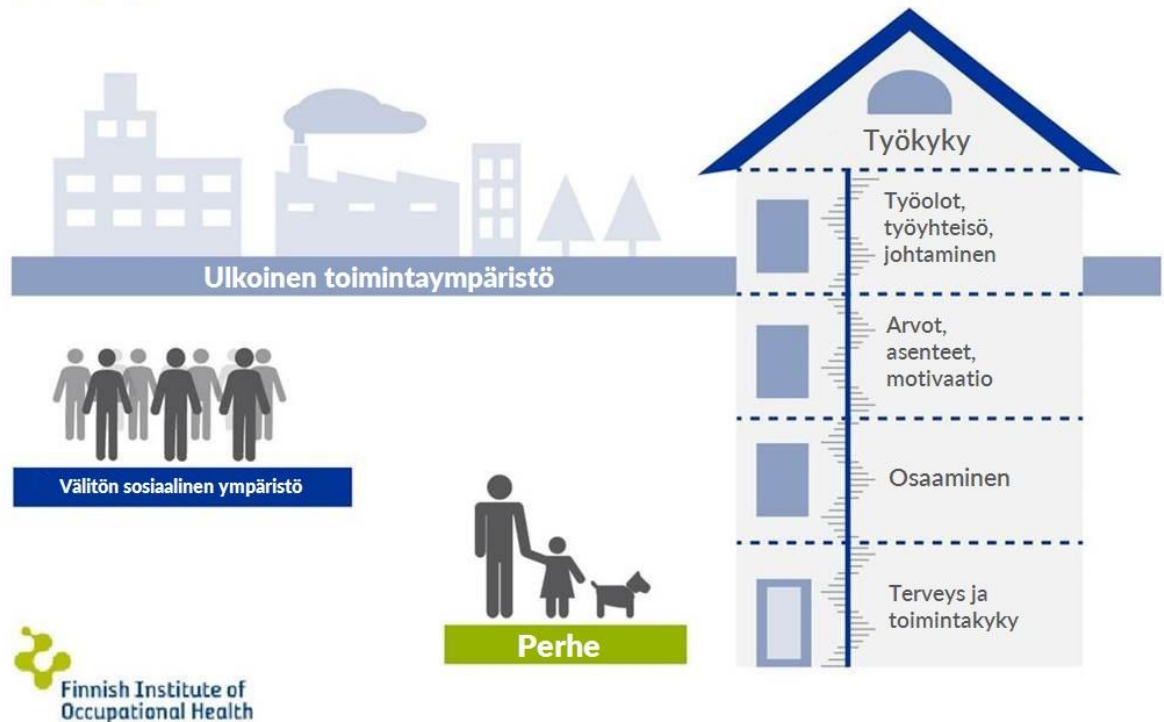 Työkyky
Työolot,
työyhteisö,
johtaminen
Ulkoinen toimintaympäristö
Arvot,
asenteet,
motivaatio
Välitön sosiaalinen ympäristö
Osaaminen
Terveys ja
toimintakyky
Perhe
Finnish Institute of
Occupational Health